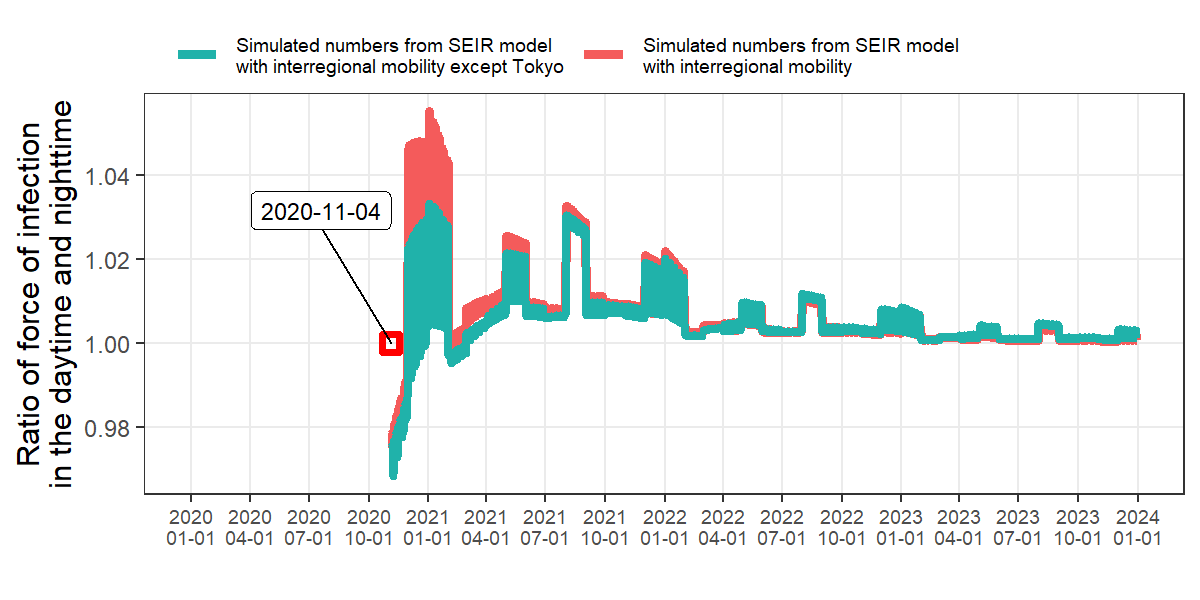 Simulated numbers from SEIR model
with interregional mobility except Tokyo
Simulated numbers from SEIR model
with interregional mobility
Ratio of force of infection
in the daytime and nighttime
1.04
1.02
1.00
0.98
2020-11-04
2020 2020 2020 2020 2021 2021 2021 2021 2022 2022 2022 2022 2023 2023 2023 2023 2024
01-01 04-01 07-01 10-01 01-01 04-01 07-01 10-01 01-01 04-01 07-01 10-01 01-01 04-01 07-01 10-01 01-01